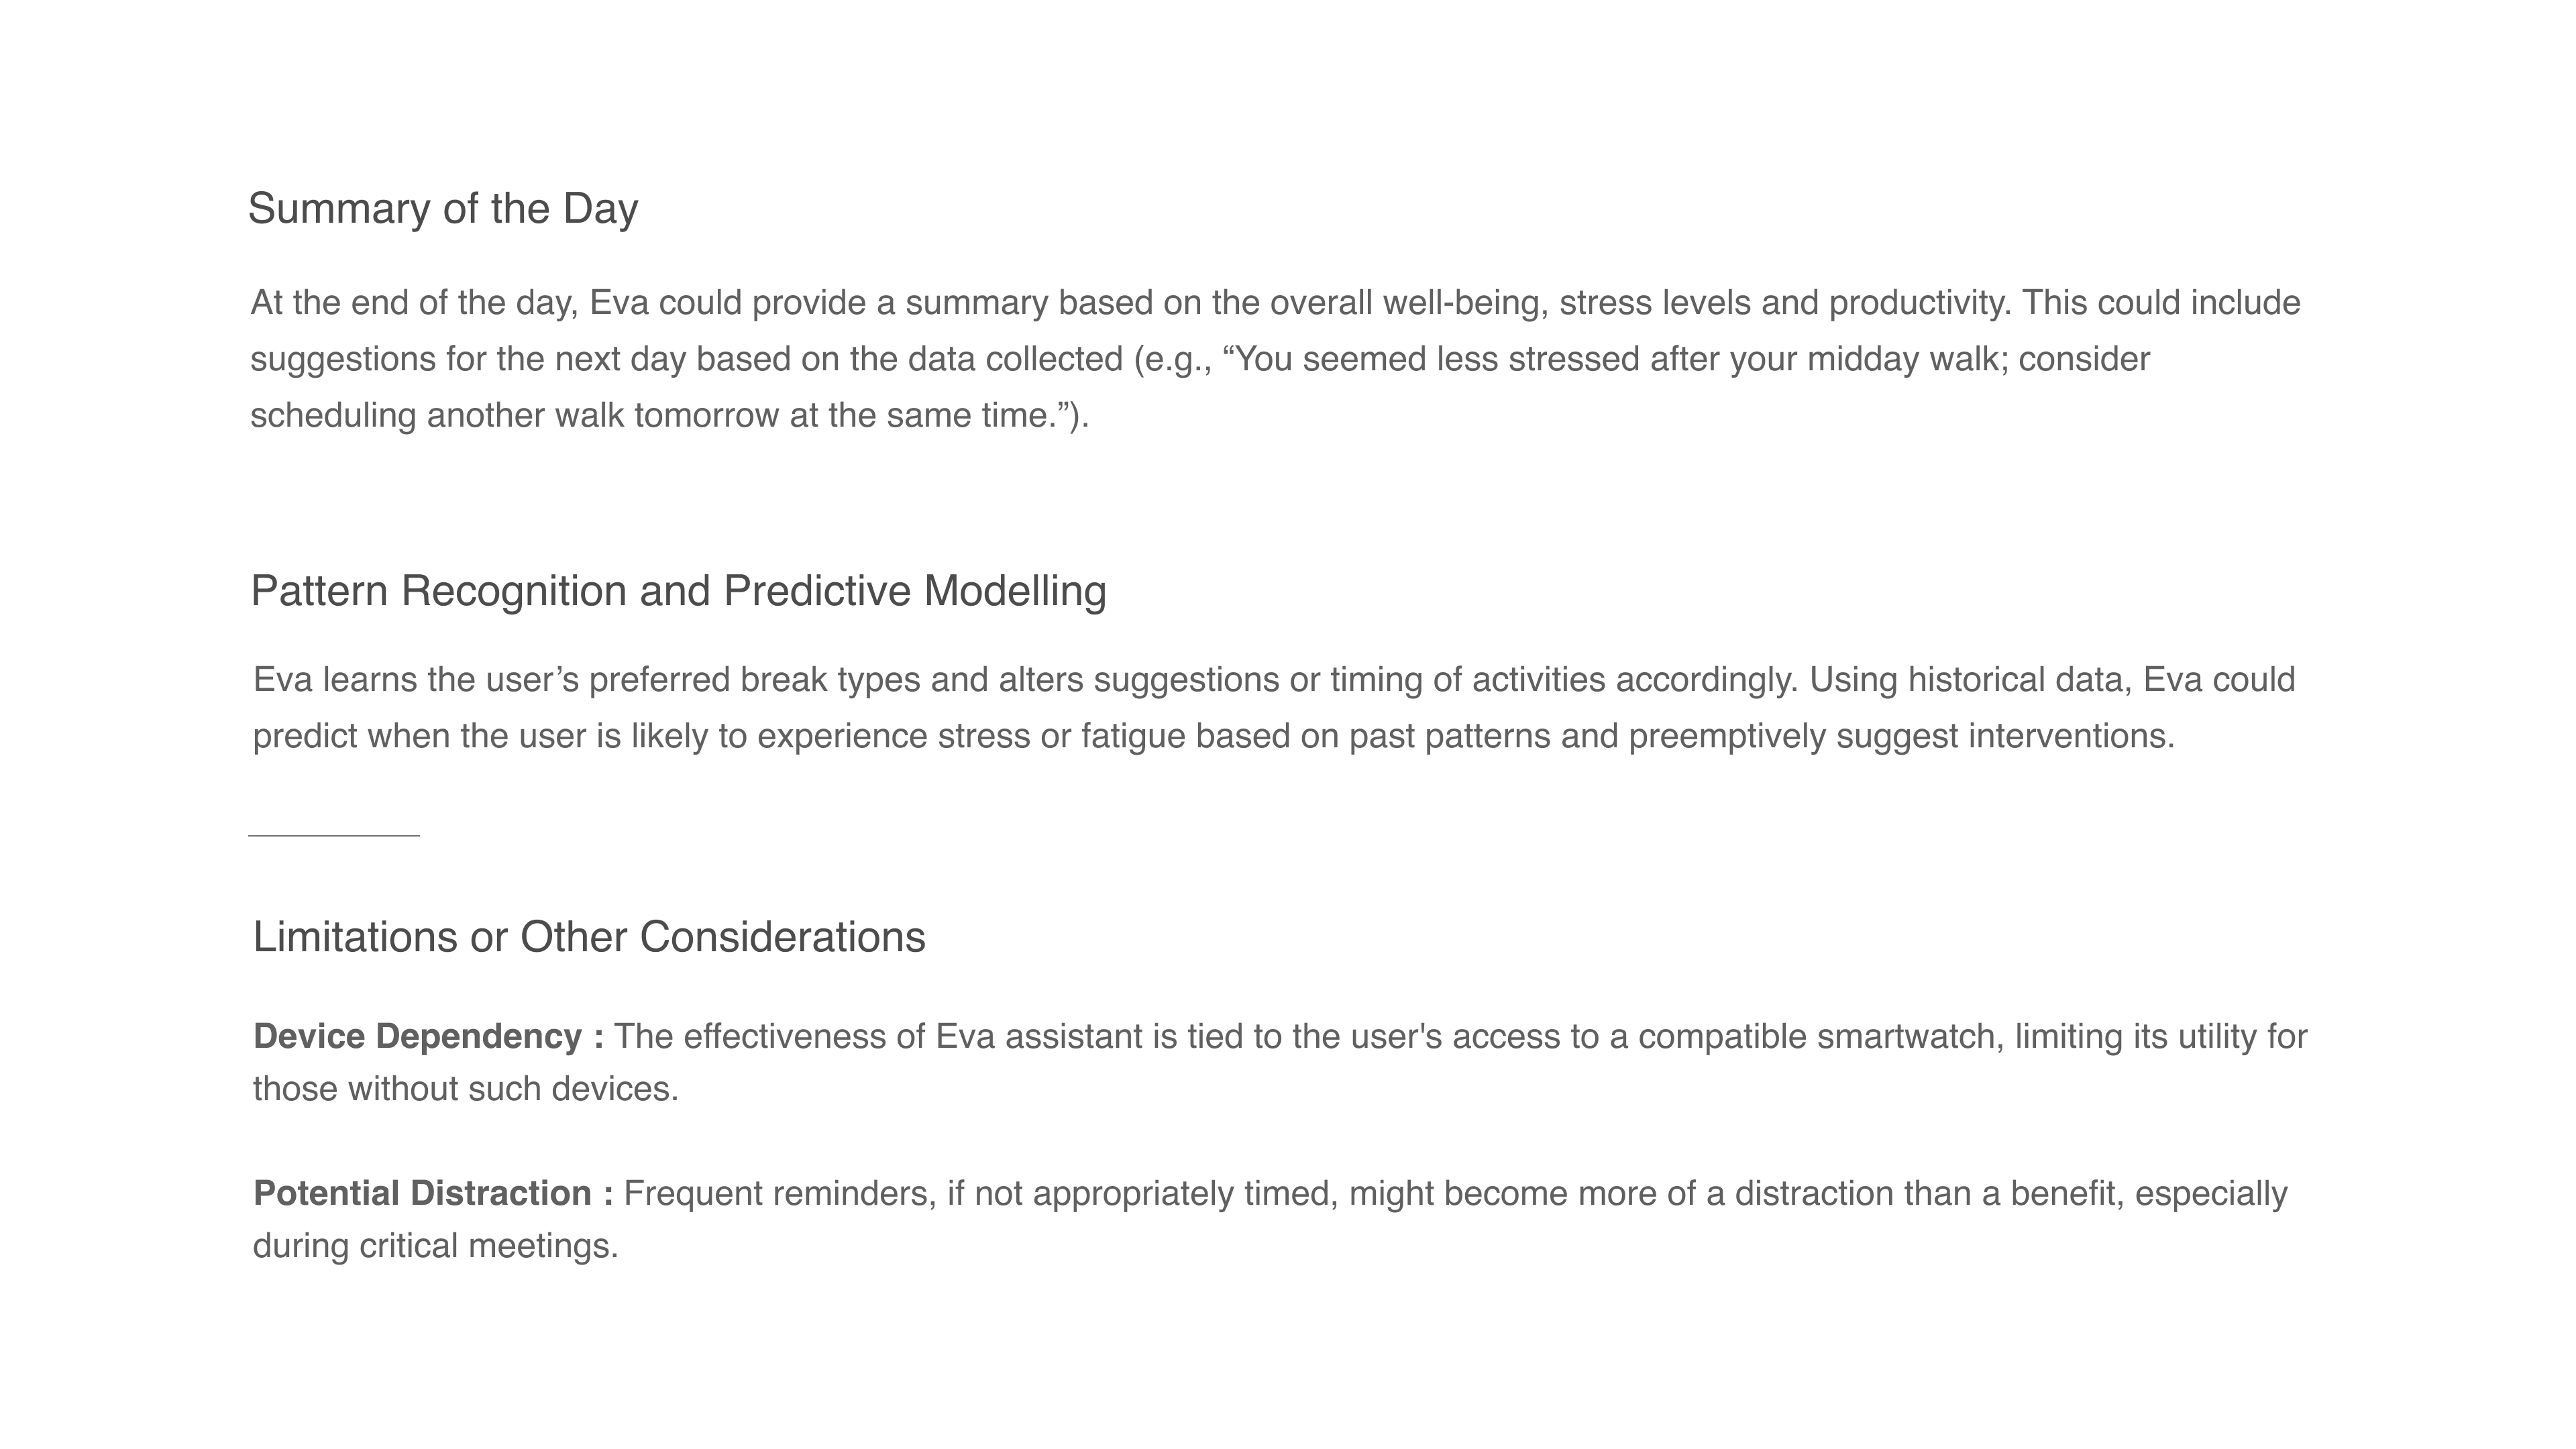 Summary of the Day
At the end of the day, Eva could provide a summary based on the overall well-being, stress levels and productivity. This could include
suggestions for the next day based on the data collected (e.g., “You seemed less stressed after your midday walk; consider
scheduling another walk tomorrow at the same time.”).
Pattern Recognition and Predictive Modelling
Eva learns the user’s preferred break types and alters suggestions or timing of activities accordingly. Using historical data, Eva could
predict when the user is likely to experience stress or fatigue based on past patterns and preemptively suggest interventions.
Limitations or Other Considerations
Device Dependency : The effectiveness of Eva assistant is tied to the user's access to a compatible smartwatch, limiting its utility for
those without such devices.
Potential Distraction : Frequent reminders, if not appropriately timed, might become more of a distraction than a benefit, especially
during critical meetings.